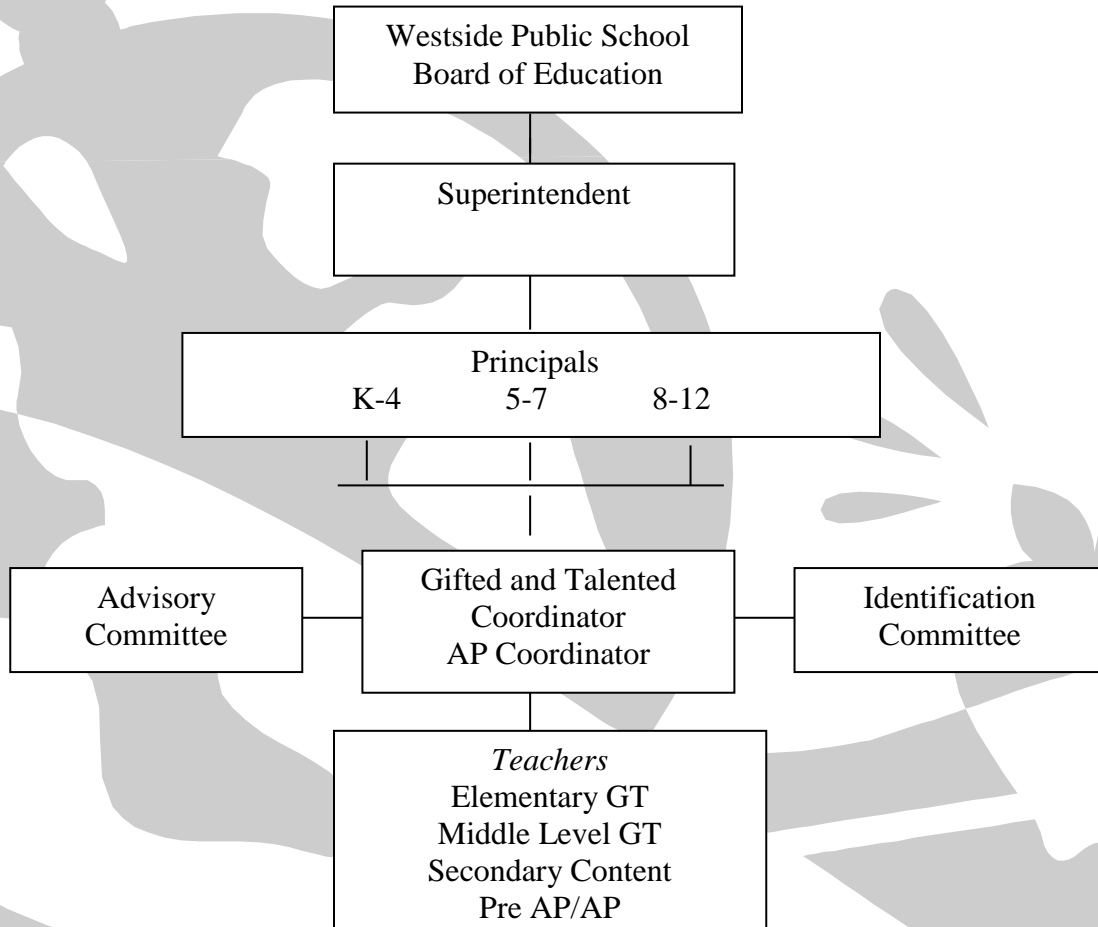 Westside Public School
Board of Education
Superintendent
Principals
K-4 5-7 8-12
Advisory
Committee
Gifted and Talented
Coordinator
AP Coordinator
Identification
Committee
Teachers
Elementary GT
Middle Level GT
Secondary Content
Pre AP/AP